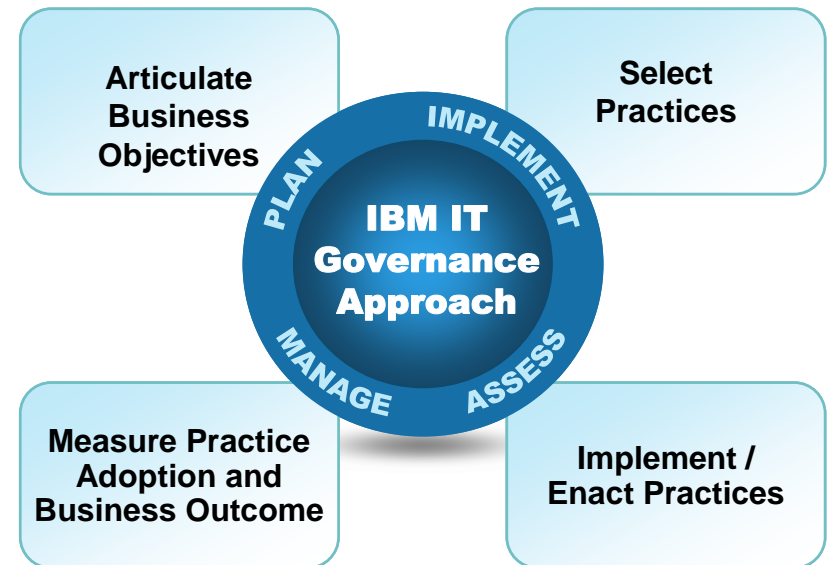 Articulate
Business
Objectives
Select
Practices
PLAN
IMPLEMENT
IBM IT
Governance
Approach
MANAGE
ASSESS
Measure Practice
Adoption and
Business Outcome
Implement /
Enact Practices